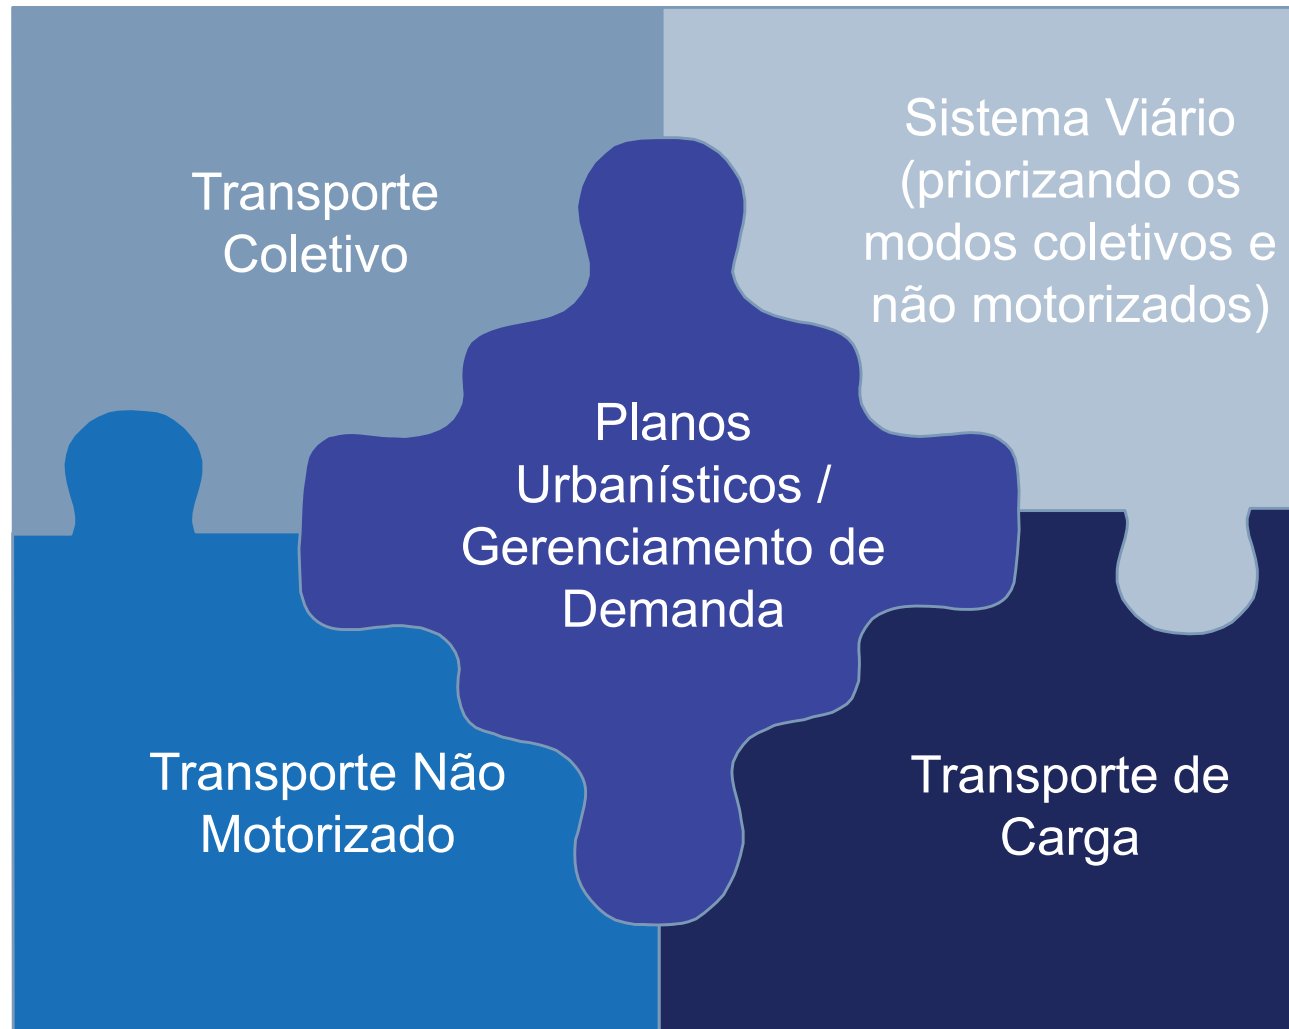 Transporte
Coletivo
Sistema Viário
(priorizando os
modos coletivos e
não motorizados)
Planos
Urbanísticos /
Gerenciamento de
Demanda
Transporte Não
Motorizado
Transporte de
Carga